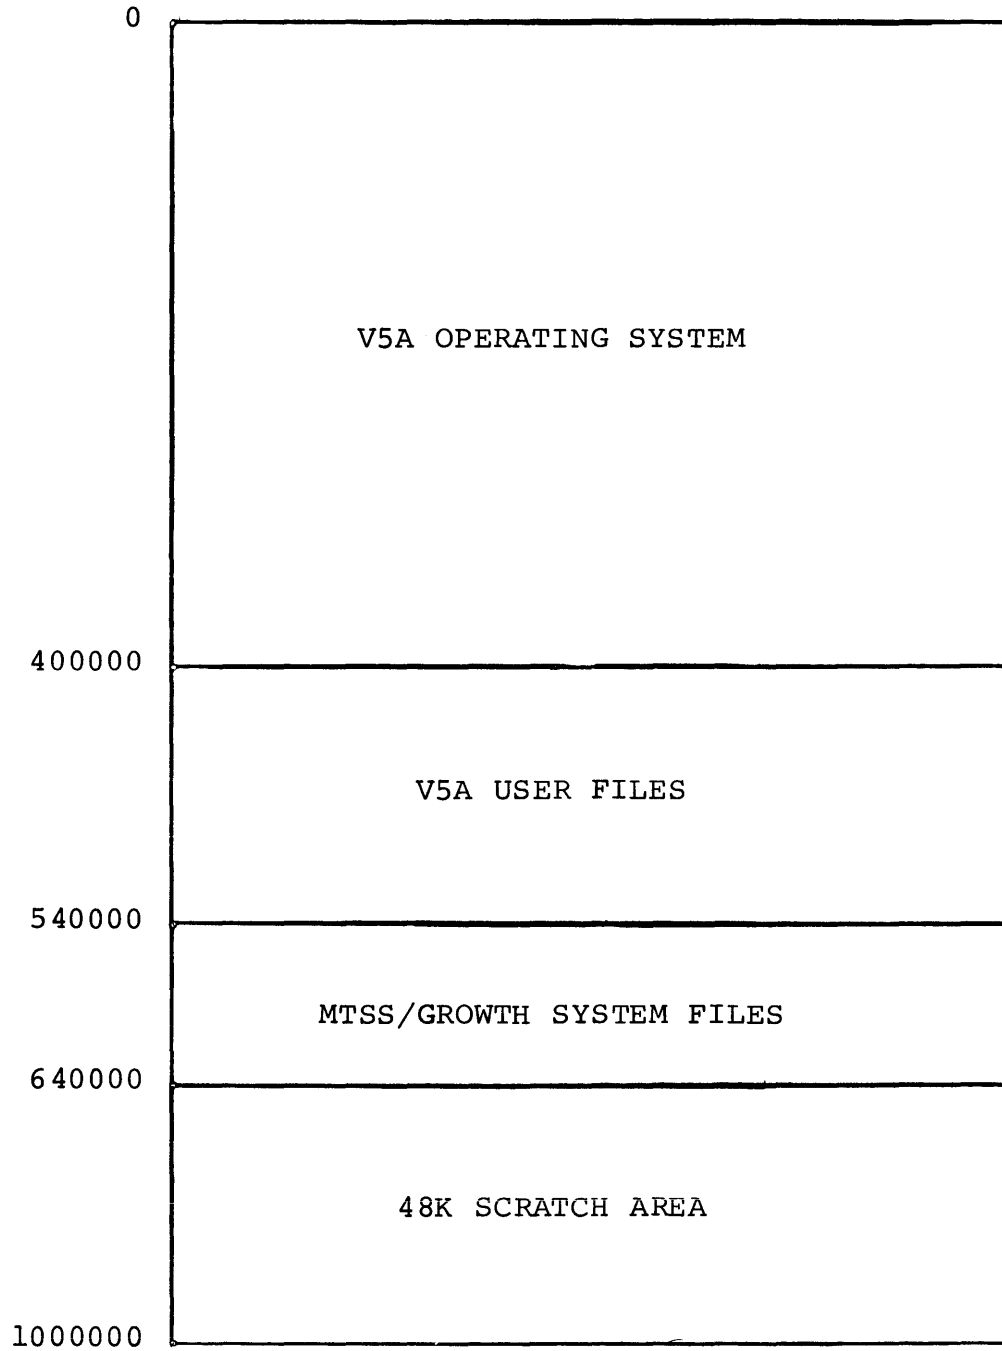 0
V5A OPERATING SYSTEM
400000
V5A USER FILES
540000
MTSS/GROWTH SYSTEM FILES
640000
48K SCRATCH AREA
1000000